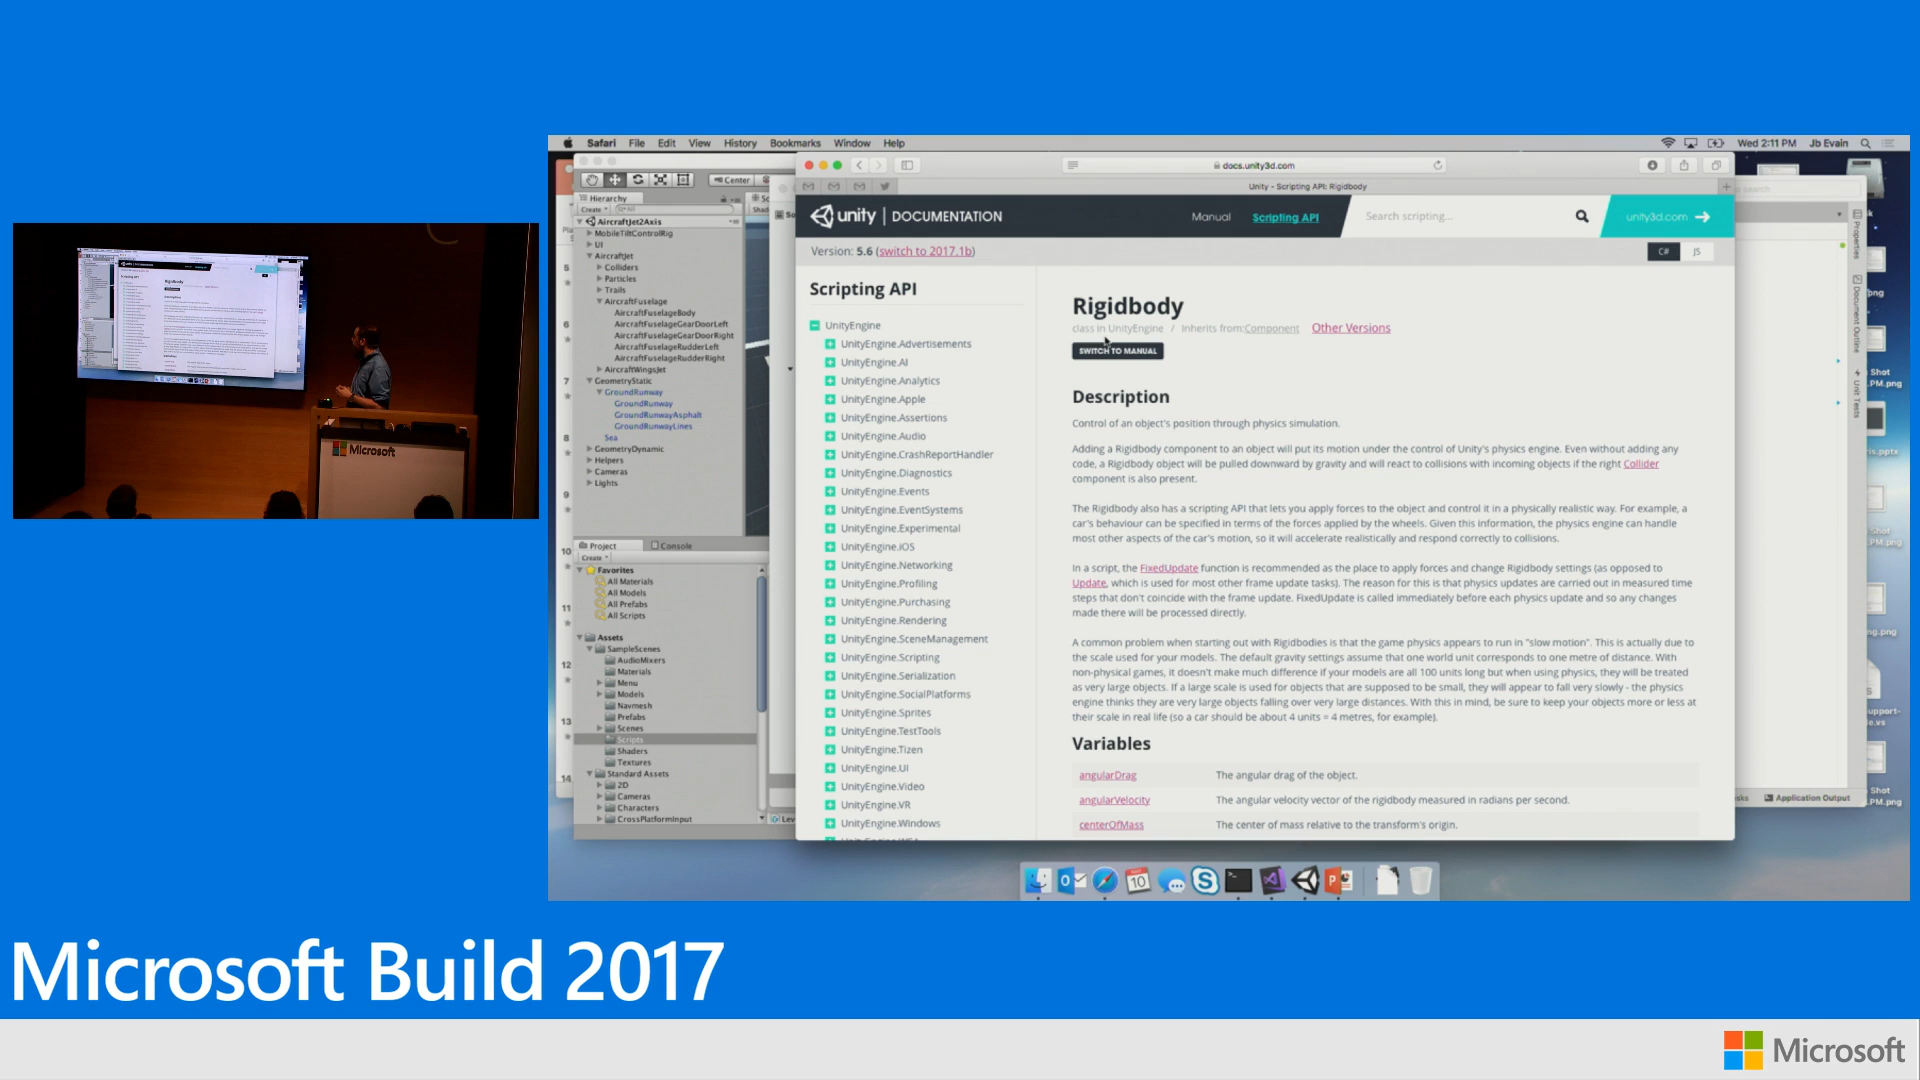 Safari File Edit View History Bookmarks Window Help
Wed 2:11 PM Jb Evain
docs.unity3d.com
Unity - Scripting API: Rigidbody
unity | DOCUMENTATION
Manual Scripting API
Search scripting...
unity3d.com
Version: 5.6 (switch to 2017.1b)
C# JS
Scripting API
UnityEngine
UnityEngine.Advertisements
UnityEngine.AI
UnityEngine.Analytics
UnityEngine.Apple
UnityEngine.Assertions
UnityEngine.Audio
UnityEngine.CrashReportHandler
UnityEngine.Diagnostics
UnityEngine.Events
UnityEngine.EventSystems
UnityEngine.Experimental
UnityEngine.iOS
UnityEngine.Networking
UnityEngine.Profiling
UnityEngine.Purchasing
UnityEngine.Rendering
UnityEngine.SceneManagement
UnityEngine.Scripting
UnityEngine.Serialization
UnityEngine.SocialPlatforms
UnityEngine.Sprites
UnityEngine.TestTools
UnityEngine.Tizen
UnityEngine.UI
UnityEngine.Video
UnityEngine.VR
UnityEngine.Windows
Rigidbody
class in UnityEngine / Inherits from:Component Other Versions
SWITCH TO MANUAL
Description
Control of an object's position through physics simulation.
Adding a Rigidbody component to an object will put its motion under the control of Unity's physics engine. Even without adding any
code, a Rigidbody object will be pulled downward by gravity and will react to collisions with incoming objects if the right Collider
component is also present.
The Rigidbody also has a scripting API that lets you apply forces to the object and control it in a physically realistic way. For example, a
car's behaviour can be specified in terms of the forces applied by the wheels. Given this information, the physics engine can handle
most other aspects of the car's motion, so it will accelerate realistically and respond correctly to collisions.
In a script, the FixedUpdate function is recommended as the place to apply forces and change Rigidbody settings (as opposed to
Update, which is used for most other frame update tasks). The reason for this is that physics updates are carried out in measured time
steps that don't coincide with the frame update. FixedUpdate is called immediately before each physics update and so any changes
made there will be processed directly.
A common problem when starting out with Rigidbodies is that the game physics appears to run in "slow motion". This is actually due to
the scale used for your models. The default gravity settings assume that one world unit corresponds to one metre of distance. With
non-physical games, it doesn't make much difference if your models are all 100 units long but when using physics, they will be treated
as very large objects. If a large scale is used for objects that are supposed to be small, they will appear to fall very slowly - the physics
engine thinks they are very large objects falling over very large distances. With this in mind, be sure to keep your objects more or less at
their scale in real life (so a car should be about 4 units = 4 metres, for example).
Variables
angularDrag The angular drag of the object.
angularVelocity The angular velocity vector of the rigidbody measured in radians per second.
centerOfMass The center of mass relative to the transform's origin.
Center
Hierarchy
Create
AircraftJet2Axis
MobileTiltControlRig
UI
AircraftJet
Colliders
Particles
Trails
AircraftFuselage
AircraftFuselageBody
AircraftFuselageGearDoorLeft
AircraftFuselageGearDoorRight
AircraftFuselageRudderLeft
AircraftFuselageRudderRight
AircraftWingsJet
GeometryStatic
GroundRunway
GroundRunway
GroundRunwayAsphalt
GroundRunwayLines
Sea
GeometryDynamic
Helpers
Cameras
Lights
Project Console
Create
Favorites
All Materials
All Models
All Prefabs
All Scripts
Assets
SampleScenes
AudioMixers
Materials
Menu
Models
Navmesh
Prefabs
Scenes
Scripts
Shaders
Textures
Standard Assets
2D
Cameras
Characters
CrossPlatformInput
5
6
7
8
9
10
11
12
13
14
Properties
Document Outline
Unit Tests
Application Output
Shot
PM.png
Shot
PM.png
10
Microsoft
Microsoft Build 2017
Microsoft